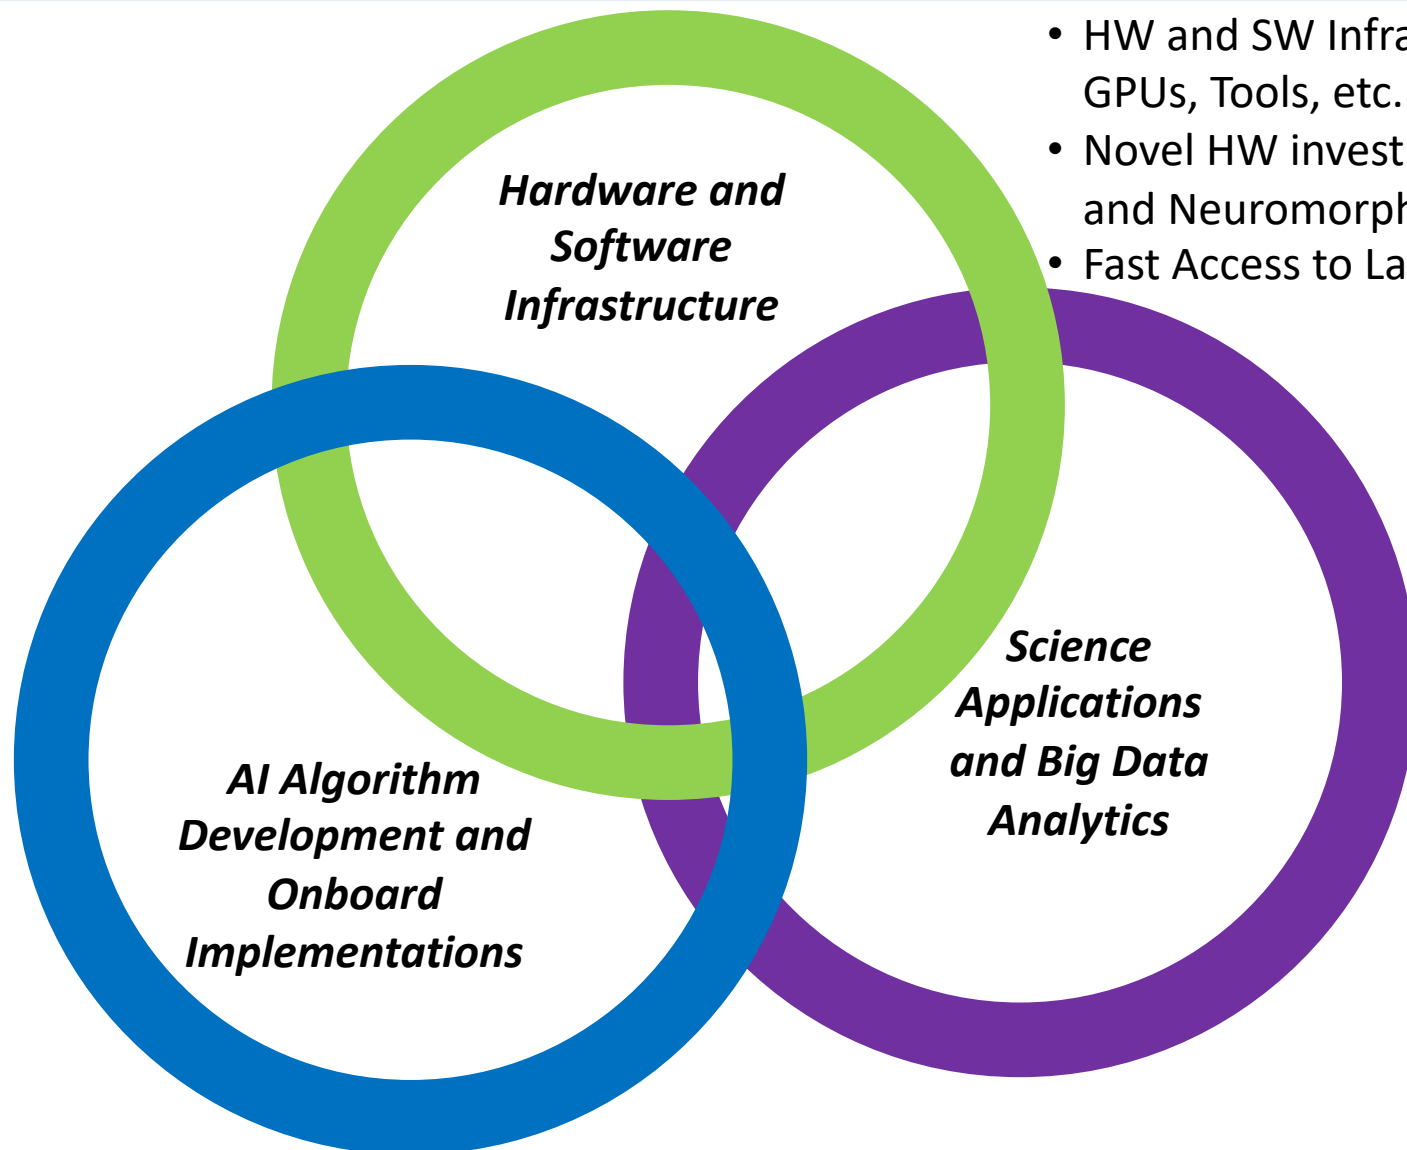 • HW and SW Infra
GPUs, Tools, etc.
• Novel HW invest
and Neuromorph
• Fast Access to La
Hardware and
Software
Infrastructure
Science
Applications
and Big Data
Analytics
AI Algorithm
Development and
Onboard
Implementations